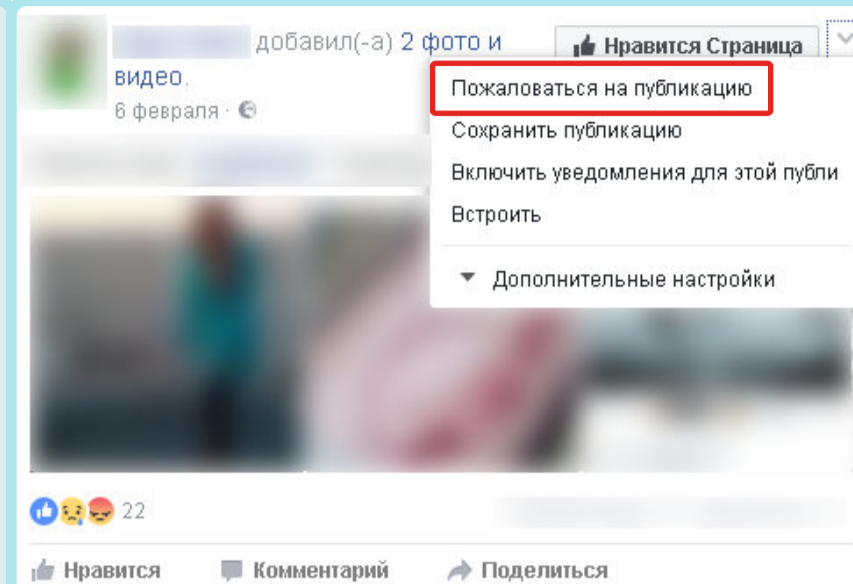 добавил(-а) 2 фото и
видео.
6 февраля ·
Нравится Страница
Пожаловаться на публикацию
Сохранить публикацию
Включить уведомления для этой публи
Встроить
Дополнительные настройки
22
Нравится Комментарий Поделиться